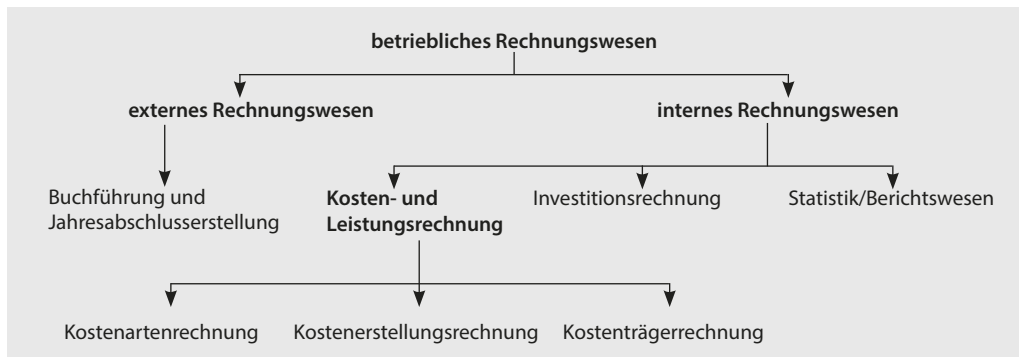 betriebliches Rechnungswesen
externes Rechnungswesen
internes Rechnungswesen
Buchführung und
Jahresabschlusserstellung
Kosten- und
Leistungsrechnung
Investitionsrechnung
Statistik/Berichtswesen
Kostenartenrechnung
Kostenerstellungsrechnung
Kostenträgerrechnung